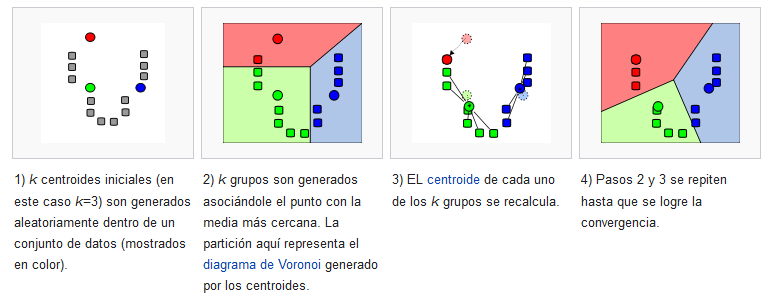 1) k centroides iniciales (en
este caso k=3) son generados
aleatoriamente dentro de un
conjunto de datos (mostrados
en color).
2) k grupos son generados
asociándole el punto con la
media más cercana. La
partición aquí representa el
diagrama de Voronoi generado
por los centroides.
3) EL centroide de cada uno
de los k grupos se recalcula.
4) Pasos 2 y 3 se repiten
hasta que se logre la
convergencia.